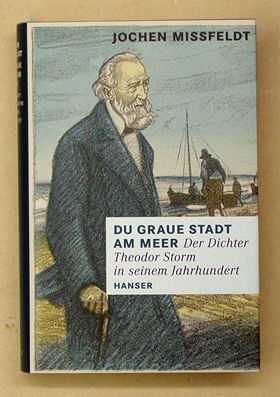 JOCHEN MISSFELDT
DU GRAUE STADT
AM MEER Der Dichter
Theodor Storm
in seinem Jahrhundert
HANSER